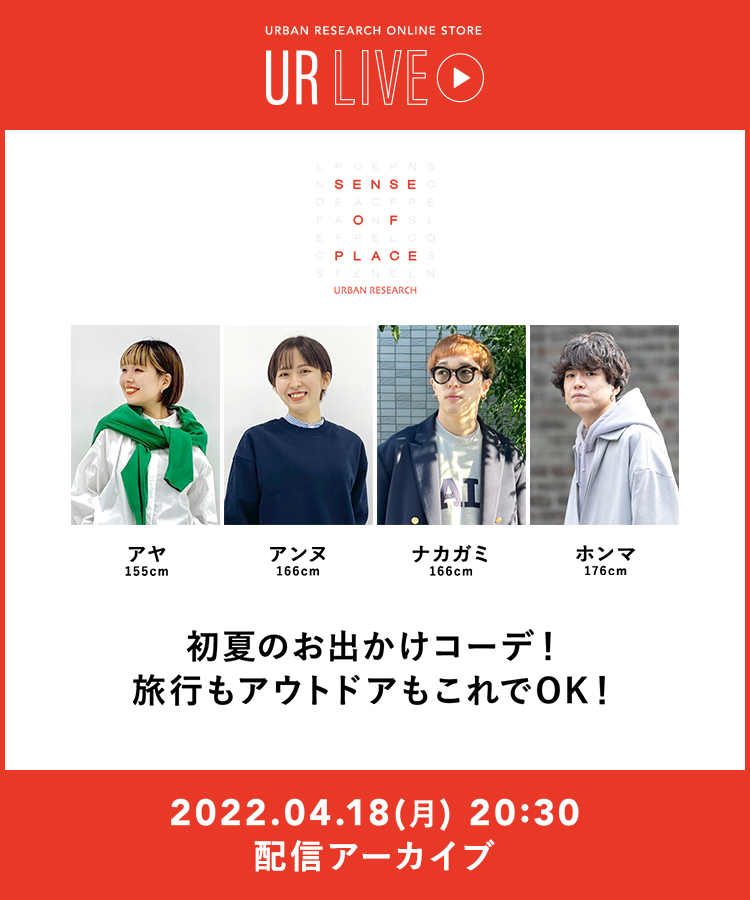 URBAN RESEARCH ONLINE STORE
UR LIVE
L P O E P N S
N S E N S E C
O E A C F P E
F A O N F S L
E F P E L C O
C P L A C E S
S F E N E L N
URBAN RESEARCH
アヤ
155cm
アンヌ
166cm
ナカガミ
166cm
ホンマ
176cm
初夏のお出かけコーデ！
旅行もアウトドアもこれでOK！
2022.04.18(月) 20:30
配信アーカイブ